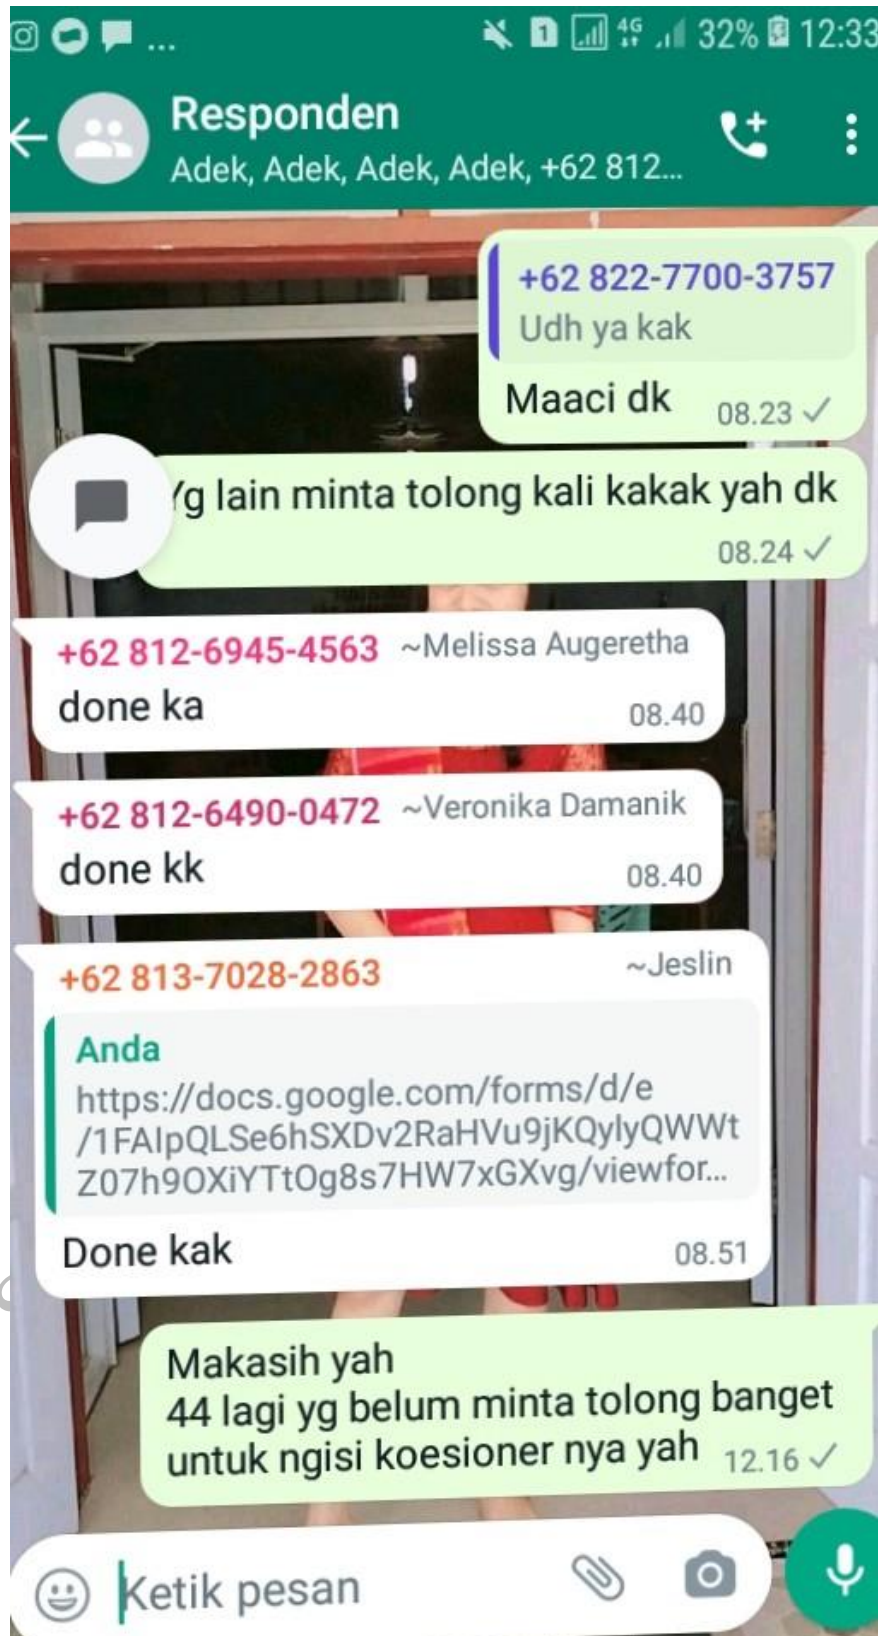 1 4G 32% 12:33
Responden
Adek, Adek, Adek, Adek, +62 812...
+62 822-7700-3757
Udh ya kak
Maaci dk 08.23
Yg lain minta tolong kali kakak yah dk
08.24
+62 812-6945-4563 ~Melissa Augeretha
done ka 08.40
+62 812-6490-0472 ~Veronika Damanik
done kk 08.40
+62 813-7028-2863 ~Jeslin
Anda
https://docs.google.com/forms/d/e
/1FAIpQLSe6hSXDv2RaHVu9jKQylyQWWt
Z07h9OXiYTtOg8s7HW7xGXvg/viewfor...
Done kak 08.51
Makasih yah
44 lagi yg belum minta tolong banget
untuk ngisi koesioner nya yah 12.16
Ketik pesan